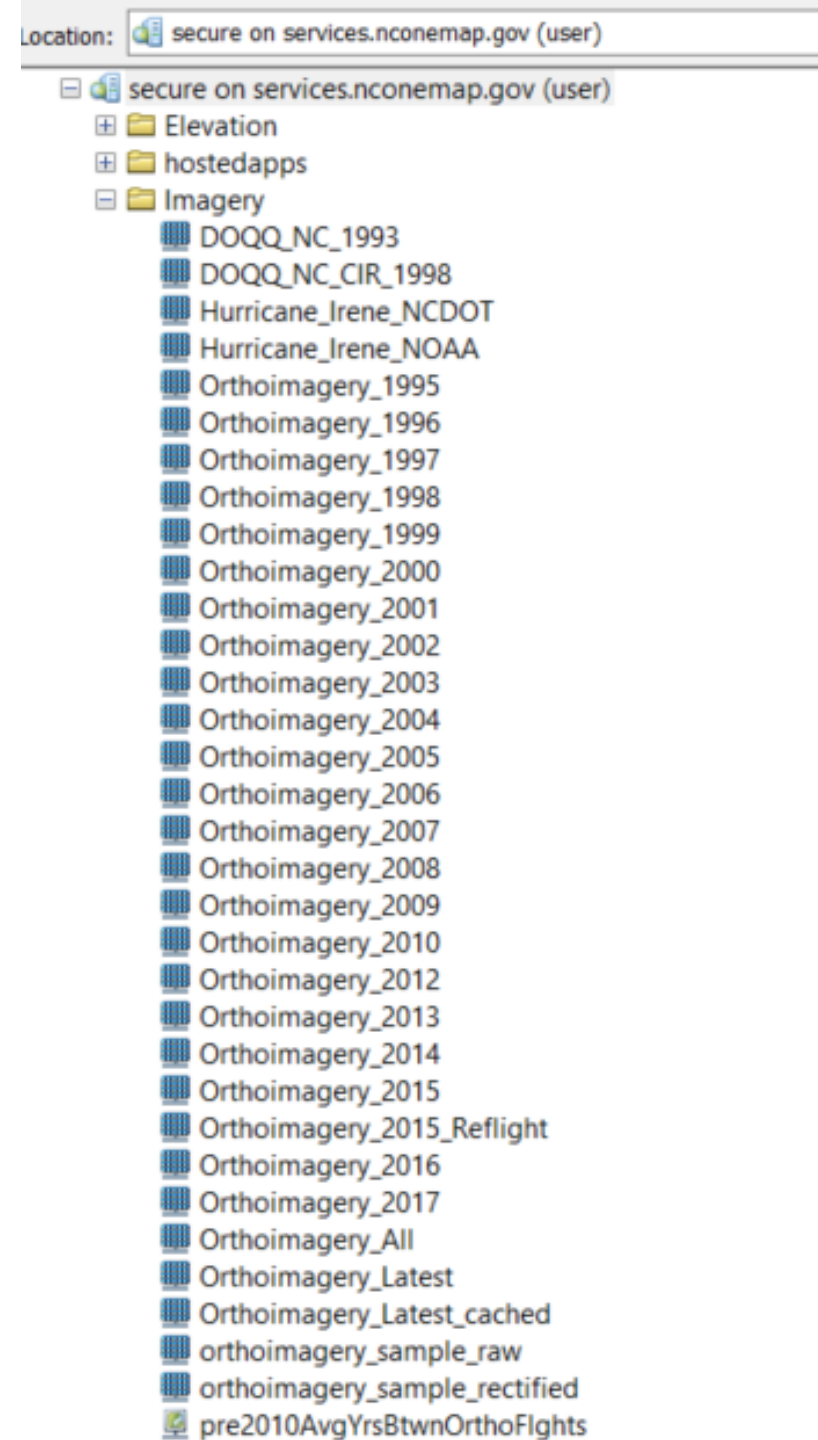 Location: secure on services.nconemap.gov (user)
secure on services.nconemap.gov (user)
Elevation
hostedapps
Imagery
DOQQ_NC_1993
DOQQ_NC_CIR_1998
Hurricane_Irene_NCDOT
Hurricane_Irene_NOAA
Orthoimagery_1995
Orthoimagery_1996
Orthoimagery_1997
Orthoimagery_1998
Orthoimagery_1999
Orthoimagery_2000
Orthoimagery_2001
Orthoimagery_2002
Orthoimagery_2003
Orthoimagery_2004
Orthoimagery_2005
Orthoimagery_2006
Orthoimagery_2007
Orthoimagery_2008
Orthoimagery_2009
Orthoimagery_2010
Orthoimagery_2012
Orthoimagery_2013
Orthoimagery_2014
Orthoimagery_2015
Orthoimagery_2015_Reflight
Orthoimagery_2016
Orthoimagery_2017
Orthoimagery_All
Orthoimagery_Latest
Orthoimagery_Latest_cached
orthoimagery_sample_raw
orthoimagery_sample_rectified
pre2010AvgYrsBtwnOrthoFlghts